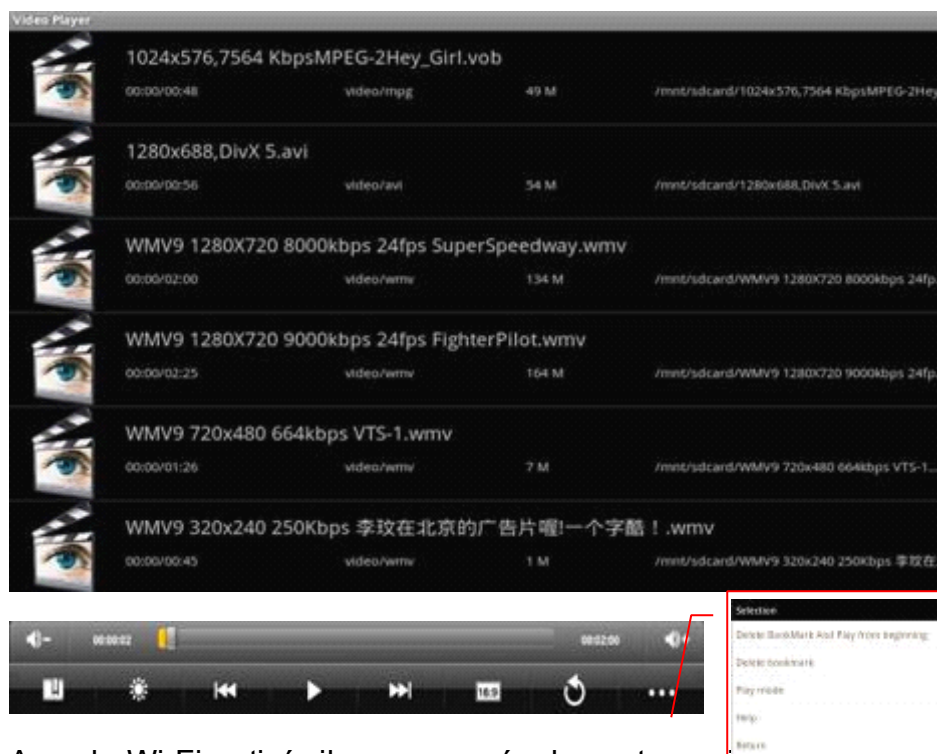 Video Player
1024x576,7564 KbpsMPEG-2Hey_Girl.vob
00:00/00:48 video/mpg 49 M /mnt/sdcard/1024x576,7564 KbpsMPEG-2Hey
1280x688,DivX 5.avi
00:00/00:56 video/avi 54 M /mnt/sdcard/1280x688,DivX 5.avi
WMV9 1280X720 8000kbps 24fps SuperSpeedway.wmv
00:00/02:00 video/wmv 134 M /mnt/sdcard/WMV9 1280X720 8000kbps 24fp.
WMV9 1280X720 9000kbps 24fps FighterPilot.wmv
00:00/02:25 video/wmv 164 M /mnt/sdcard/WMV9 1280X720 9000kbps 24fp.
WMV9 720x480 664kbps VTS-1.wmv
00:00/01:26 video/wmv 7 M /mnt/sdcard/WMV9 720x480 664kbps VTS-1...
WMV9 320x240 250Kbps 李玟在北京的广告片喔!一个字酷！.wmv
00:00/00:45 video/wmv 1 M /mnt/sdcard/WMV9 320x240 250Kbps 李玟在
00:00:02 00:02:00
16:9
Selection
Delete BookMark And Play from beginning
Delete bookmark
Play mode
Help
Return